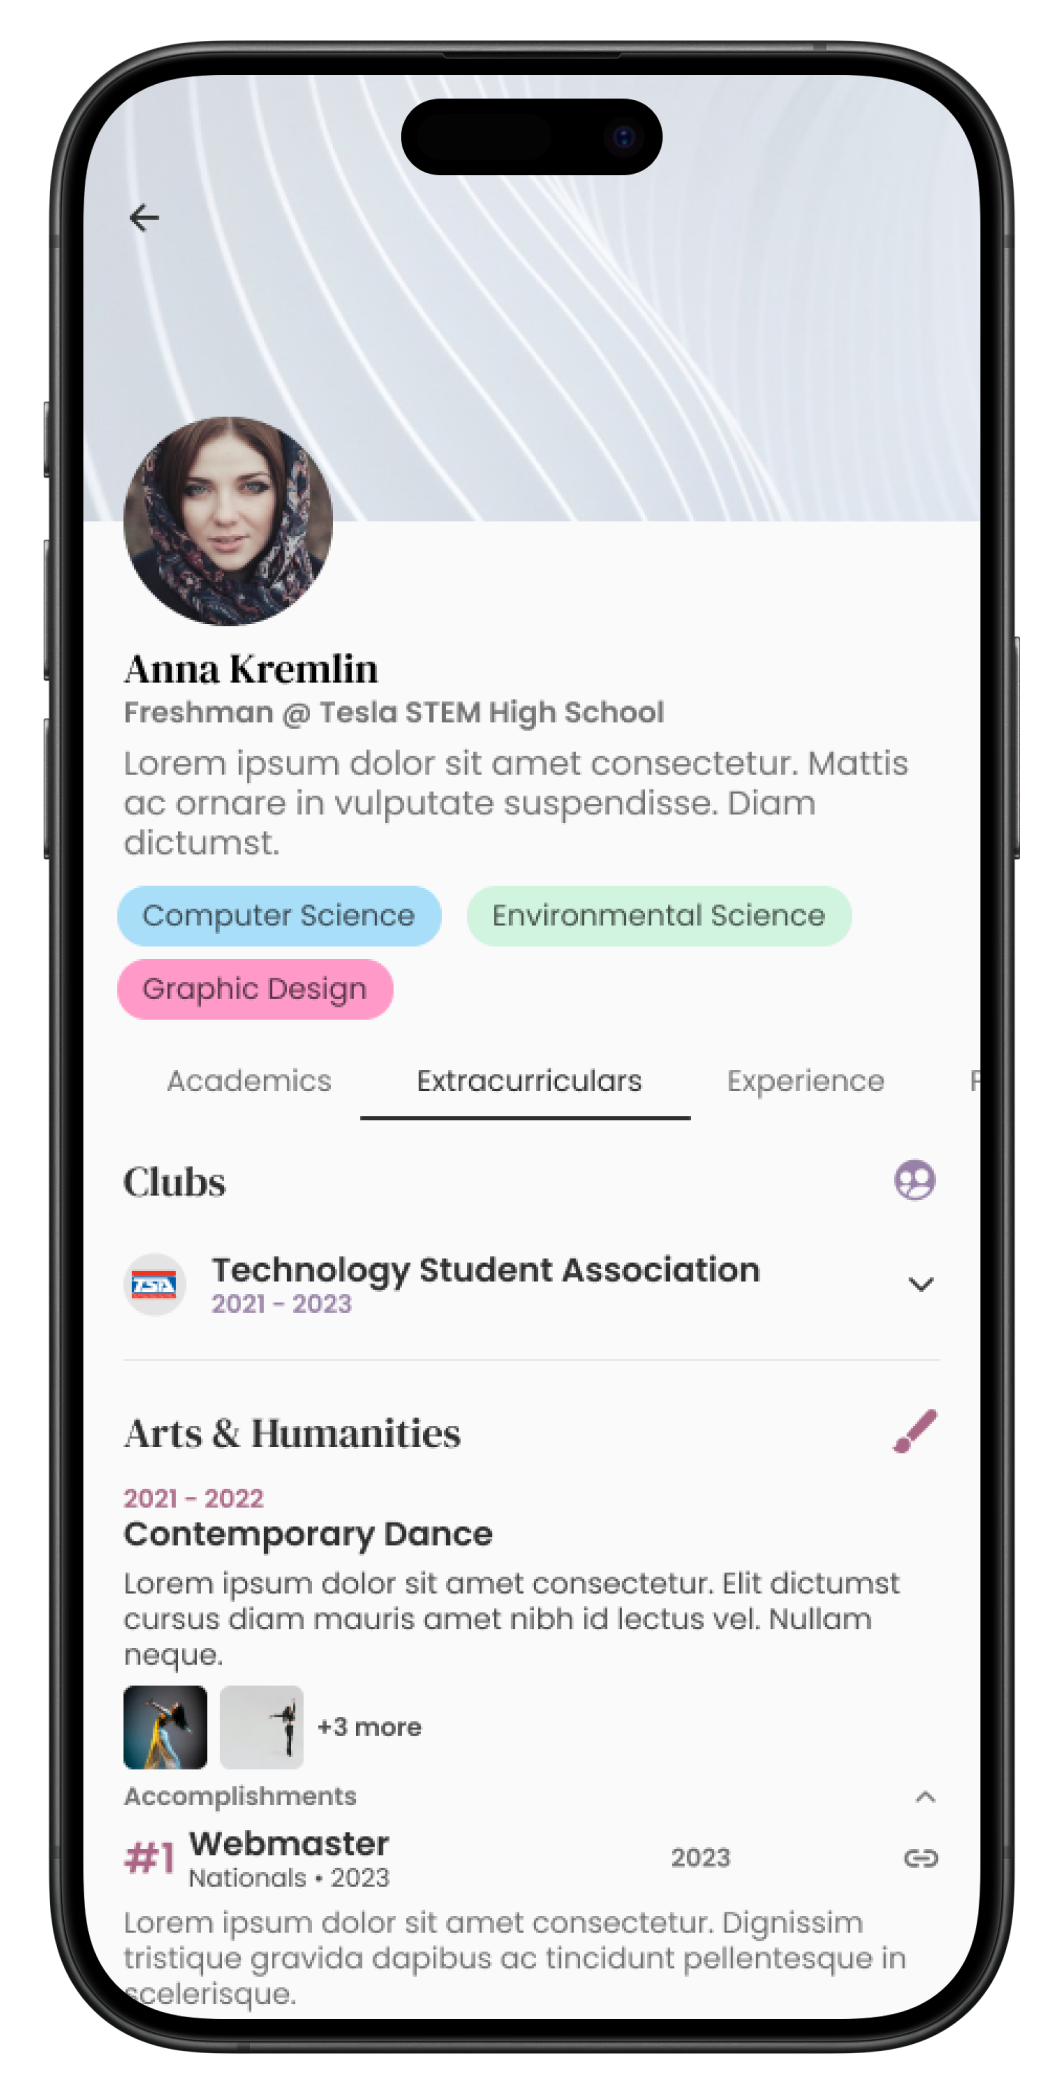 Anna Kremlin
Freshman @ Tesla STEM High School
Lorem ipsum dolor sit amet consectetur. Mattis
ac ornare in vulputate suspendisse. Diam
dictumst.
Computer Science
Environmental Science
Graphic Design
Academics
Extracurriculars
Experience
Clubs
TSA
Technology Student Association
2021 - 2023
Arts & Humanities
2021 - 2022
Contemporary Dance
Lorem ipsum dolor sit amet consectetur. Elit dictumst
cursus diam mauris amet nibh id lectus vel. Nullam
neque.
+3 more
Accomplishments
#1
Webmaster
Nationals • 2023
2023
Lorem ipsum dolor sit amet consectetur. Dignissim
tristique gravida dapibus ac tincidunt pellentesque in
scelerisque.